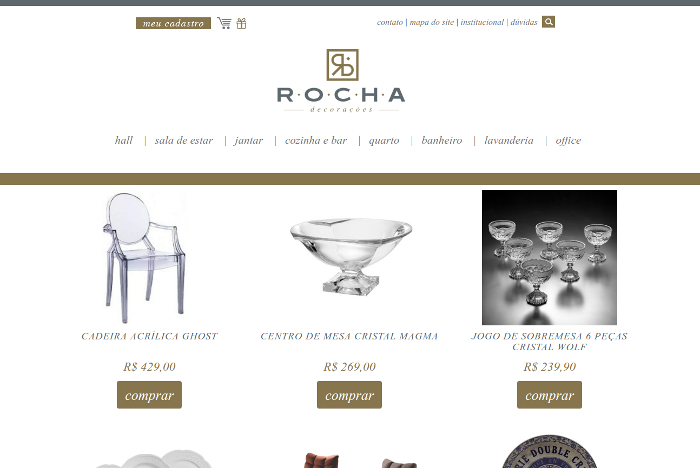 meu cadastro
contato | mapa do site | institucional | dúvidas
R·O·C·H·A
decorações
hall | sala de estar | jantar | cozinha e bar | quarto | banheiro | lavanderia | office
CADEIRA ACRÍLICA GHOST
R$ 429,00
comprar
CENTRO DE MESA CRISTAL MAGMA
R$ 269,00
comprar
JOGO DE SOBREMESA 6 PEÇAS
CRISTAL WOLF
R$ 239,90
comprar
DOUBLE